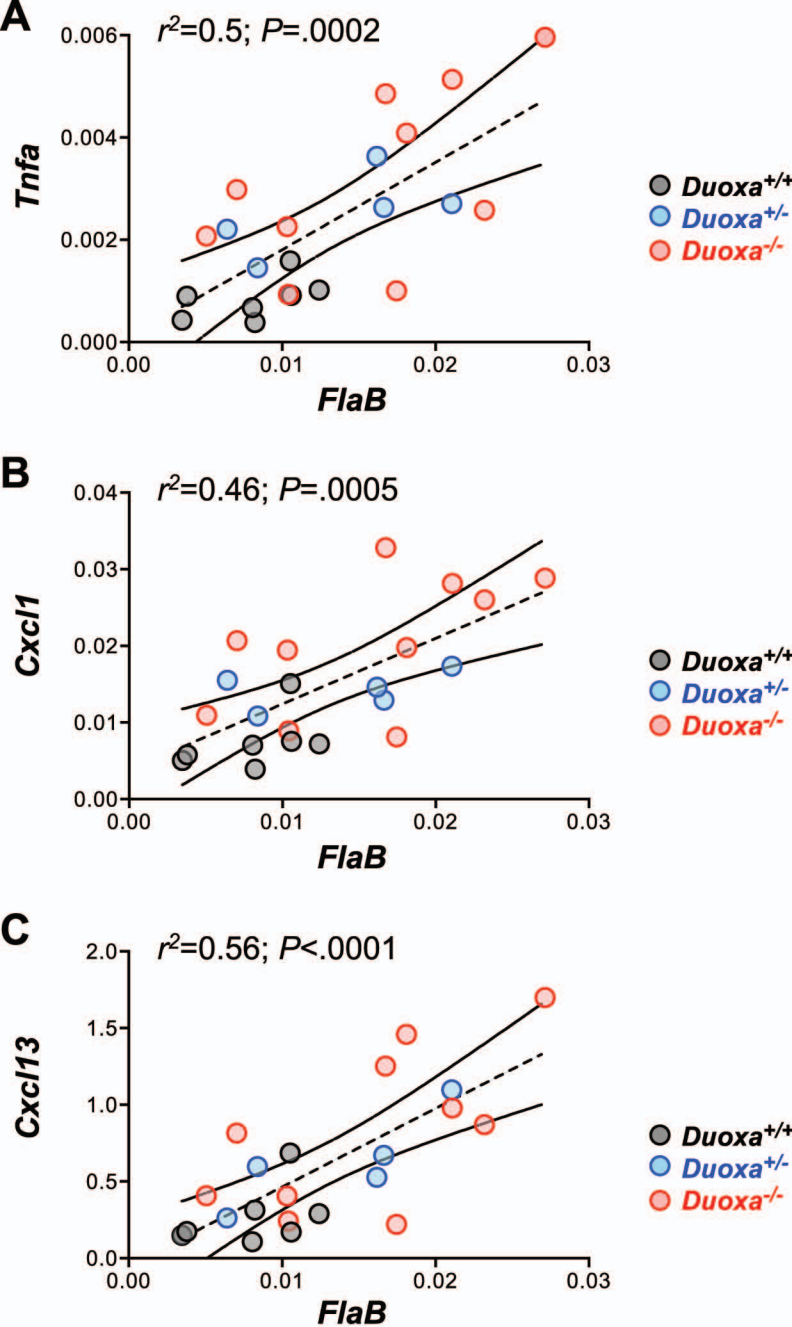 A
r²=0.5; P=.0002
0.006
0.004
0.002
0.000
Tnfa
0.00 0.01 0.02 0.03
FlaB
Duoxa+/+
Duoxa+/-
Duoxa-/-
B
r²=0.46; P=.0005
0.04
0.03
0.02
0.01
0.00
Cxcl1
0.00 0.01 0.02 0.03
FlaB
Duoxa+/+
Duoxa+/-
Duoxa-/-
C
r²=0.56; P<.0001
2.0
1.5
1.0
0.5
0.0
Cxcl13
0.00 0.01 0.02 0.03
FlaB
Duoxa+/+
Duoxa+/-
Duoxa-/-